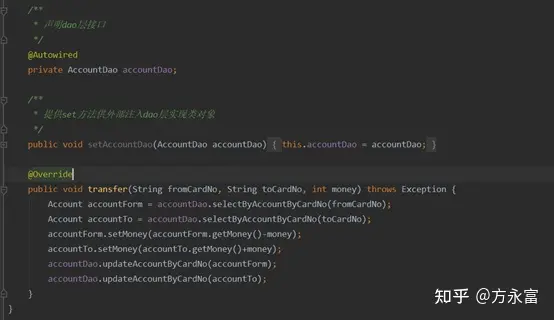 /**
 * 声明dao层接口
 */
@Autowired
private AccountDao accountDao;
/**
 * 提供set方法供外部注入dao层实现类对象
 */
public void setAccountDao(AccountDao accountDao) { this.accountDao = accountDao; }
@Override
public void transfer(String fromCardNo, String toCardNo, int money) throws Exception {
Account accountForm = accountDao.selectByAccountByCardNo(fromCardNo);
Account accountTo = accountDao.selectByAccountByCardNo(toCardNo);
accountForm.setMoney(accountForm.getMoney()-money);
accountTo.setMoney(accountTo.getMoney()+money);
accountDao.updateAccountByCardNo(accountForm);
accountDao.updateAccountByCardNo(accountTo);
}
}
知乎 @方永富